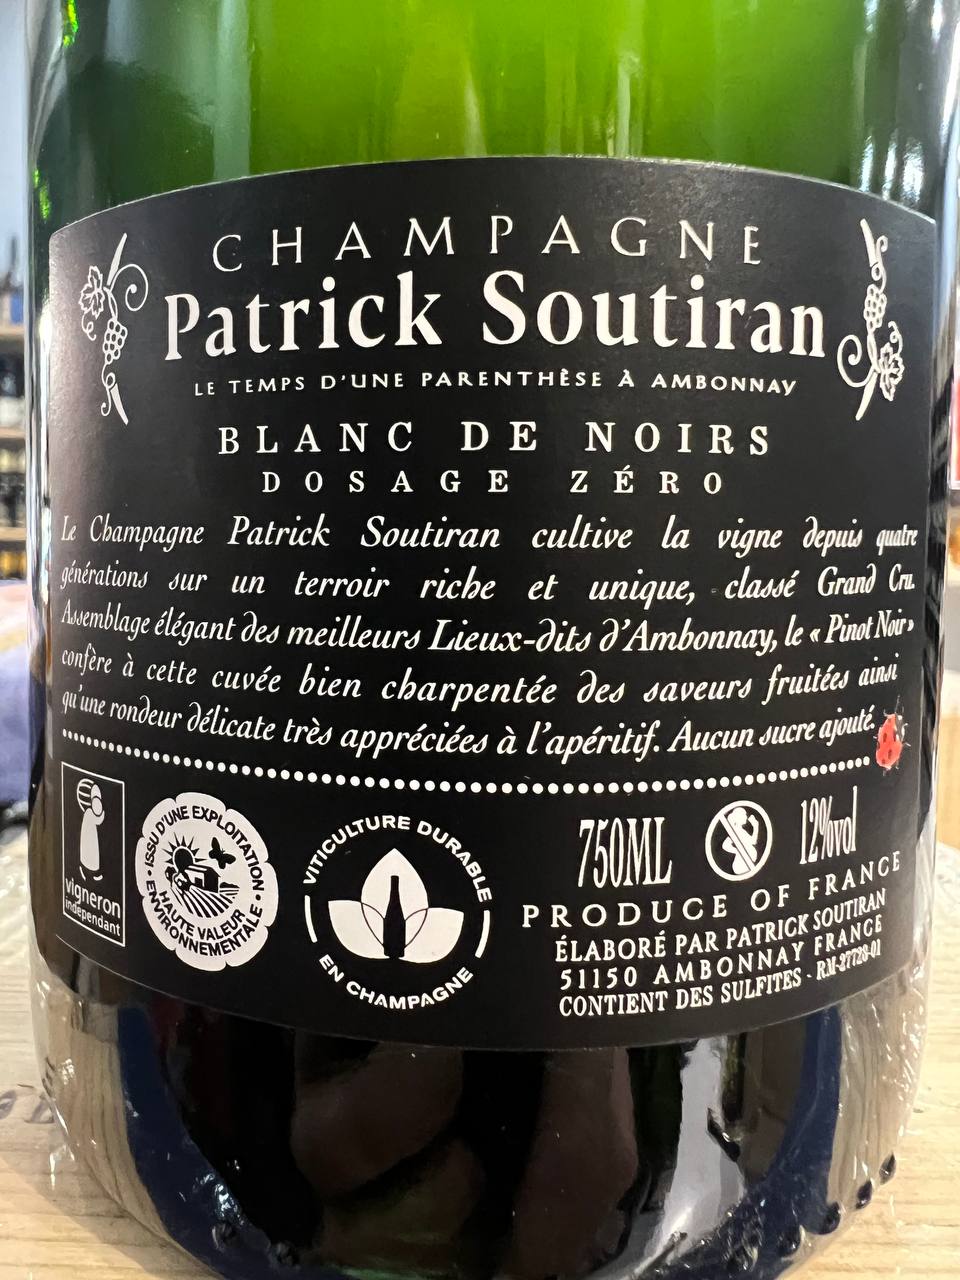 CHAMPAGNE
Patrick Soutiran
LE TEMPS D'UNE PARENTHÈSE À AMBONNAY
BLANC DE NOIRS
DOSAGE ZÉRO
Le Champagne Patrick Soutiran cultive la vigne depuis quatre
générations sur un terroir riche et unique, classé Grand Cru.
Assemblage élégant des meilleurs Lieux-dits d'Ambonnay, le « Pinot Noir »
confère à cette cuvée bien charpentée des saveurs fruitées ainsi
qu'une rondeur délicate très appréciées à l'apéritif. Aucun sucre ajouté.
vigneron
indépendant
• ISSU D'UNE EXPLOITATION •
HAUTE VALEUR
ENVIRONNEMENTALE
VITICULTURE DURABLE
EN CHAMPAGNE
750ML
12%vol
PRODUCE OF FRANCE
ÉLABORÉ PAR PATRICK SOUTIRAN
51150 AMBONNAY FRANCE
CONTIENT DES SULFITES - RM-27728-01